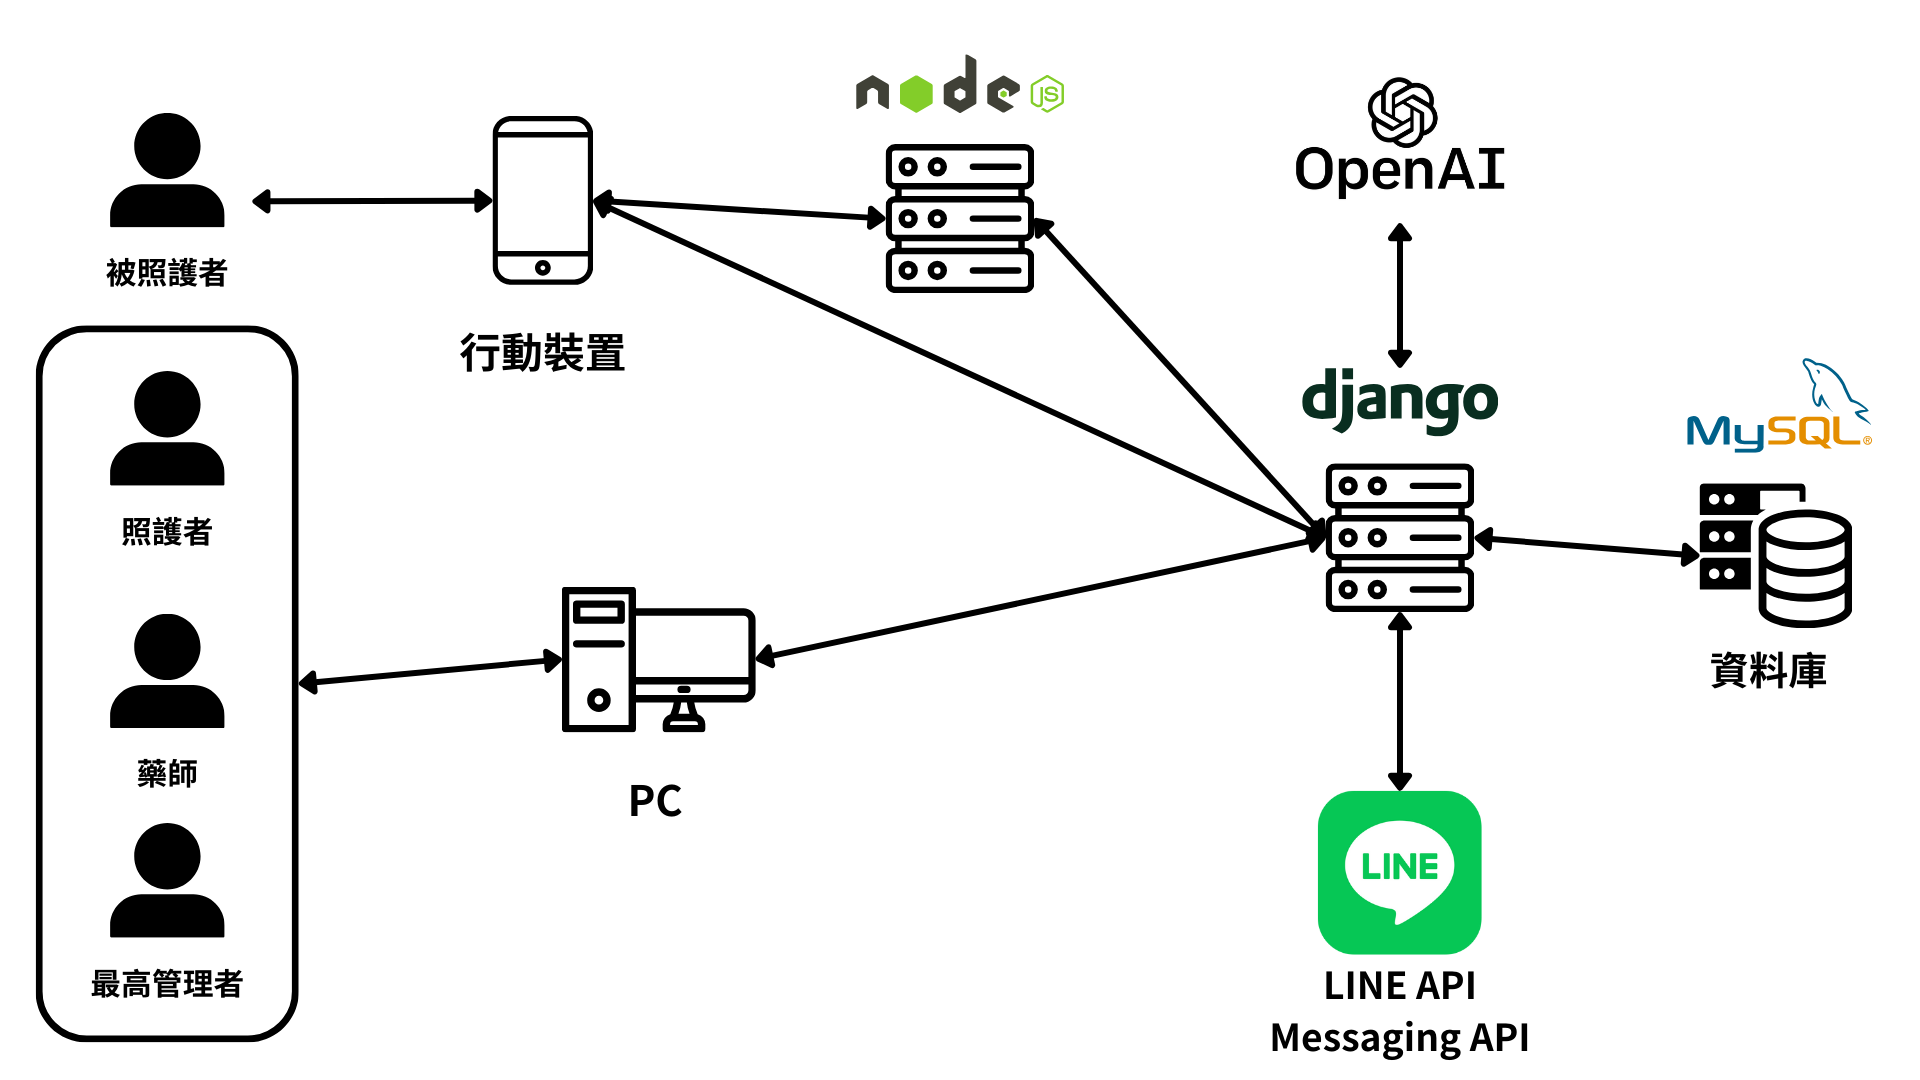 node
JS
OpenAI
被照護者
行動裝置
django
MySQL®
照護者
資料庫
藥師
PC
LINE
最高管理者
LINE API
Messaging API